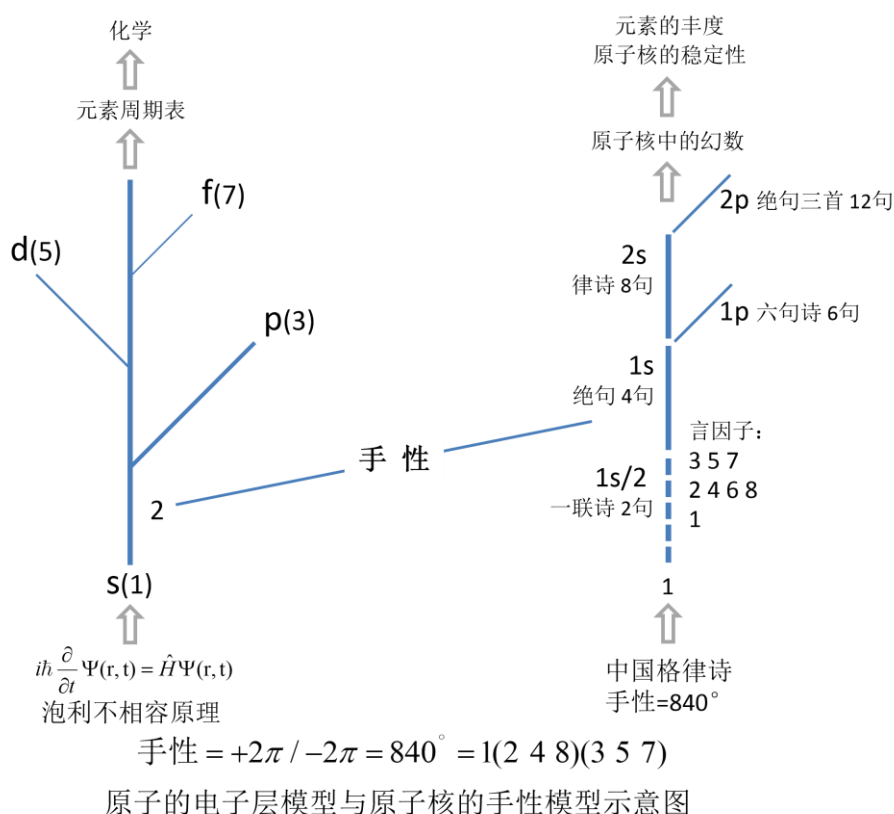 化学
元素周期表
f(7)
d(5)
p(3)
2
s(1)
iħ ∂/∂t Ψ(r, t) = ĤΨ(r, t)
泡利不相容原理
手 性
元素的丰度
原子核的稳定性
原子核中的幻数
2p 绝句三首 12句
2s
律诗 8句
1p 六句诗 6句
1s
绝句 4句
言因子：
3 5 7
2 4 6 8
1
1s/2
一联诗 2句
1
中国格律诗
手性=840°
手性 = +2π / −2π = 840° = 1(2 4 8)(3 5 7)
原子的电子层模型与原子核的手性模型示意图